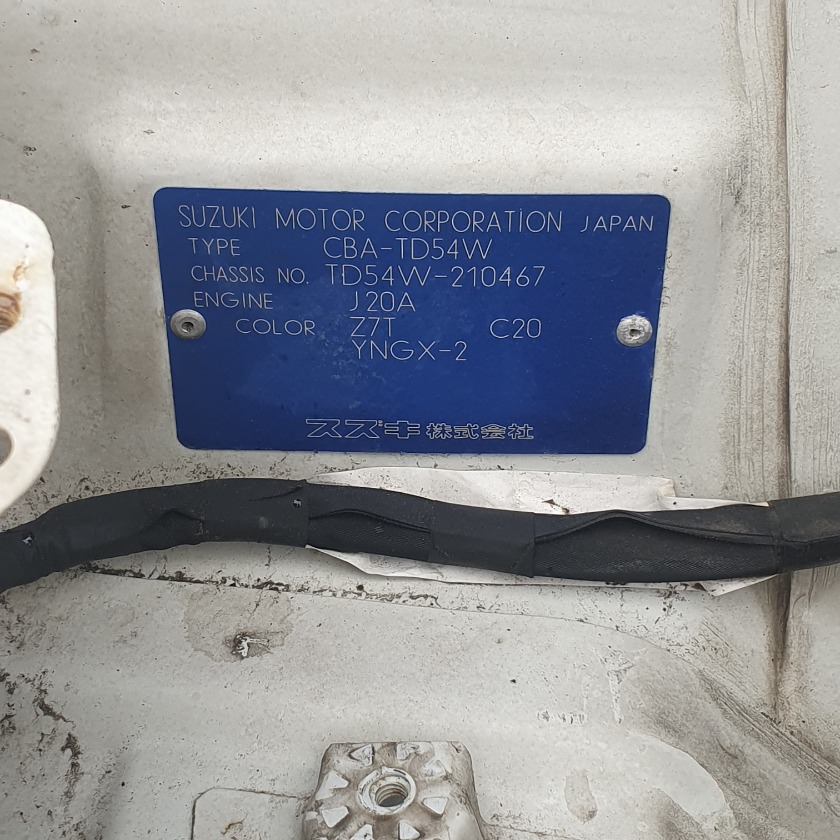 SUZUKI MOTOR CORPORATION JAPAN
TYPE CBA-TD54W
CHASSIS NO. TD54W-210467
ENGINE J20A
COLOR Z7T C20
YNGX-2
スズキ株式会社